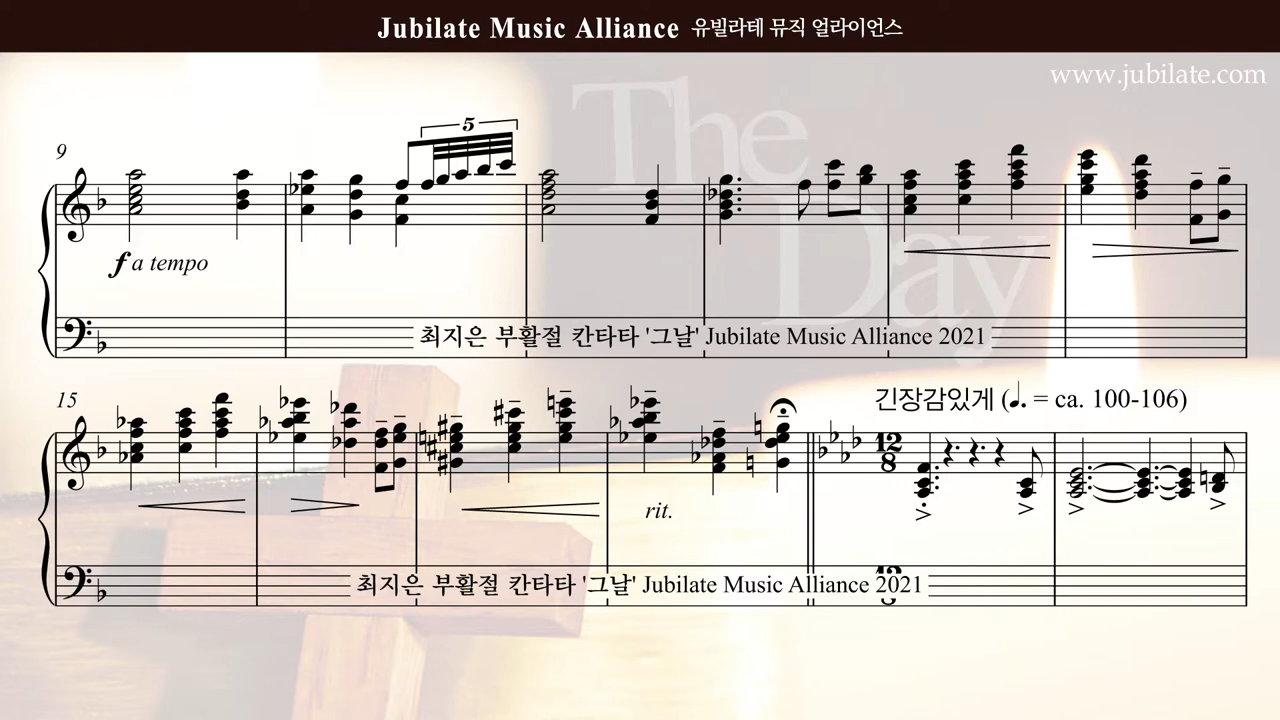 Jubilate Music Alliance 유빌라테 뮤직 얼라이언스
www.jubilate.com
The Day
9
5
f a tempo
최지은 부활절 칸타타 '그날' Jubilate Music Alliance 2021
15
긴장감있게 (♩. = ca. 100-106)
12
8
rit.
최지은 부활절 칸타타 '그날' Jubilate Music Alliance 2021